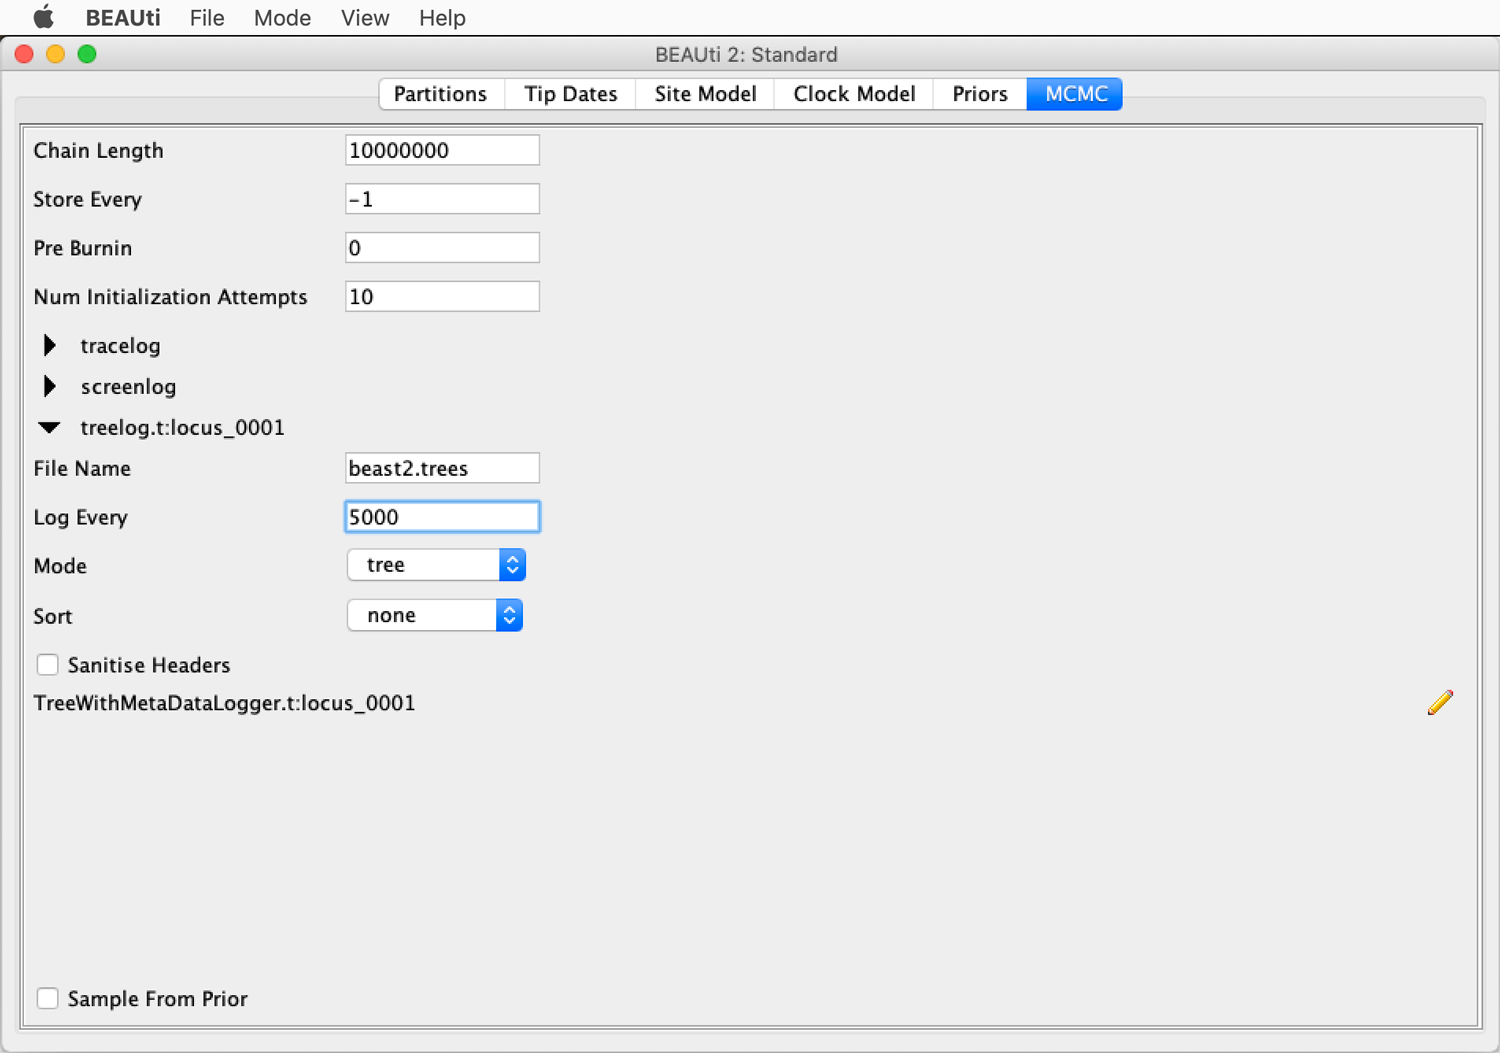 BEAUti File Mode View Help
BEAUti 2: Standard
Partitions Tip Dates Site Model Clock Model Priors MCMC
Chain Length 10000000
Store Every -1
Pre Burnin 0
Num Initialization Attempts 10
tracelog
screenlog
treelog.t:locus_0001
File Name beast2.trees
Log Every 5000
Mode tree
Sort none
Sanitise Headers
TreeWithMetaDataLogger.t:locus_0001
Sample From Prior